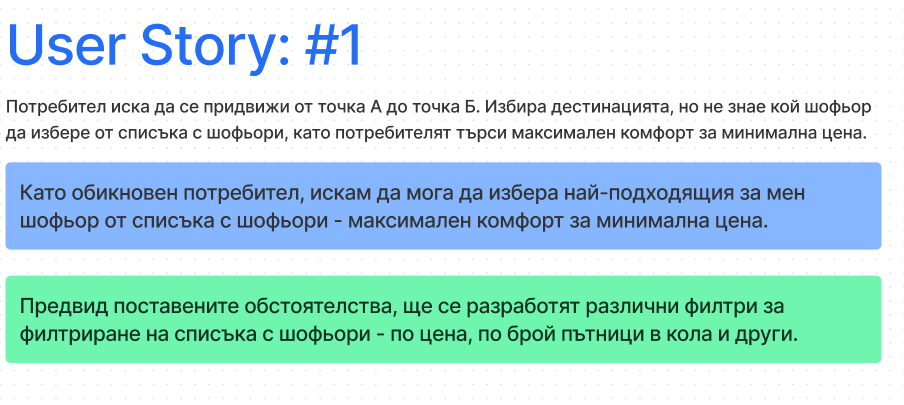 User Story: #1
Потребител иска да се придвижи от точка А до точка Б. Избира дестинацията, но не знае кой шофьор
да избере от списъка с шофьори, като потребителят търси максимален комфорт за минимална цена.
Като обикновен потребител, искам да мога да избера най-подходящия за мен
шофьор от списъка с шофьори - максимален комфорт за минимална цена.
Предвид поставените обстоятелства, ще се разработят различни филтри за
филтриране на списъка с шофьори - по цена, по брой пътници в кола и други.